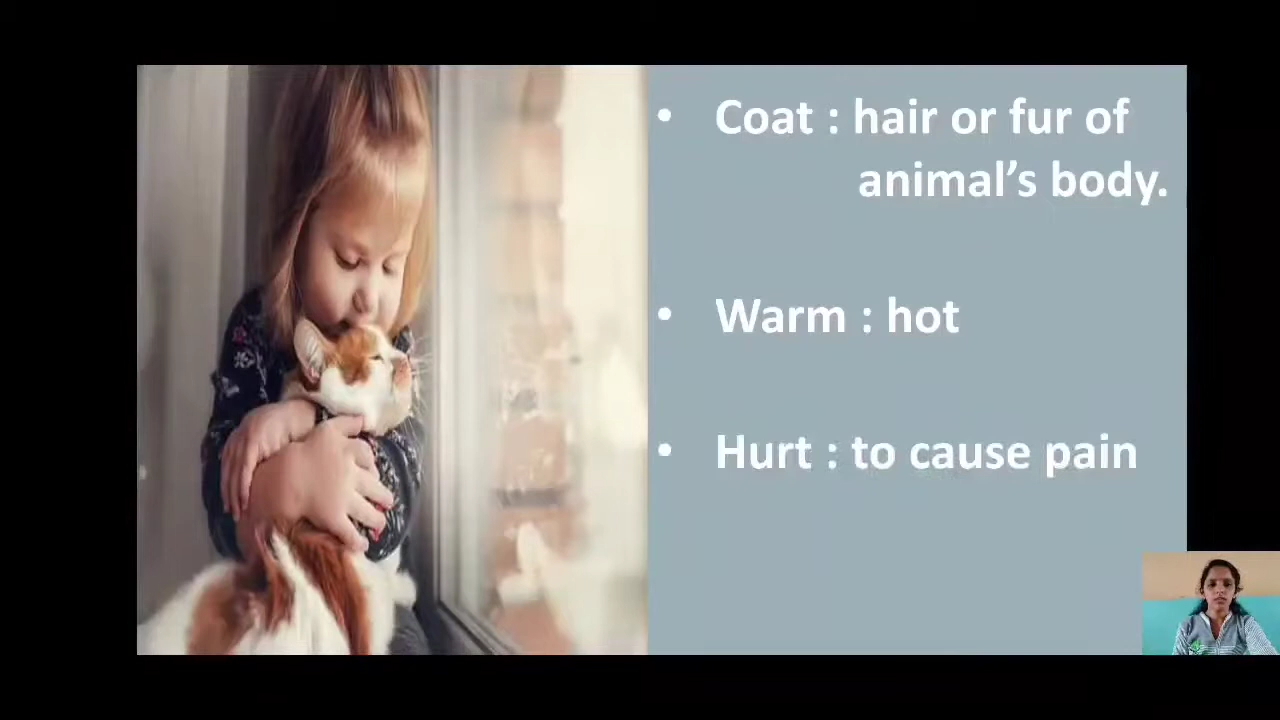 • Coat : hair or fur of
animal’s body.
• Warm : hot
• Hurt : to cause pain